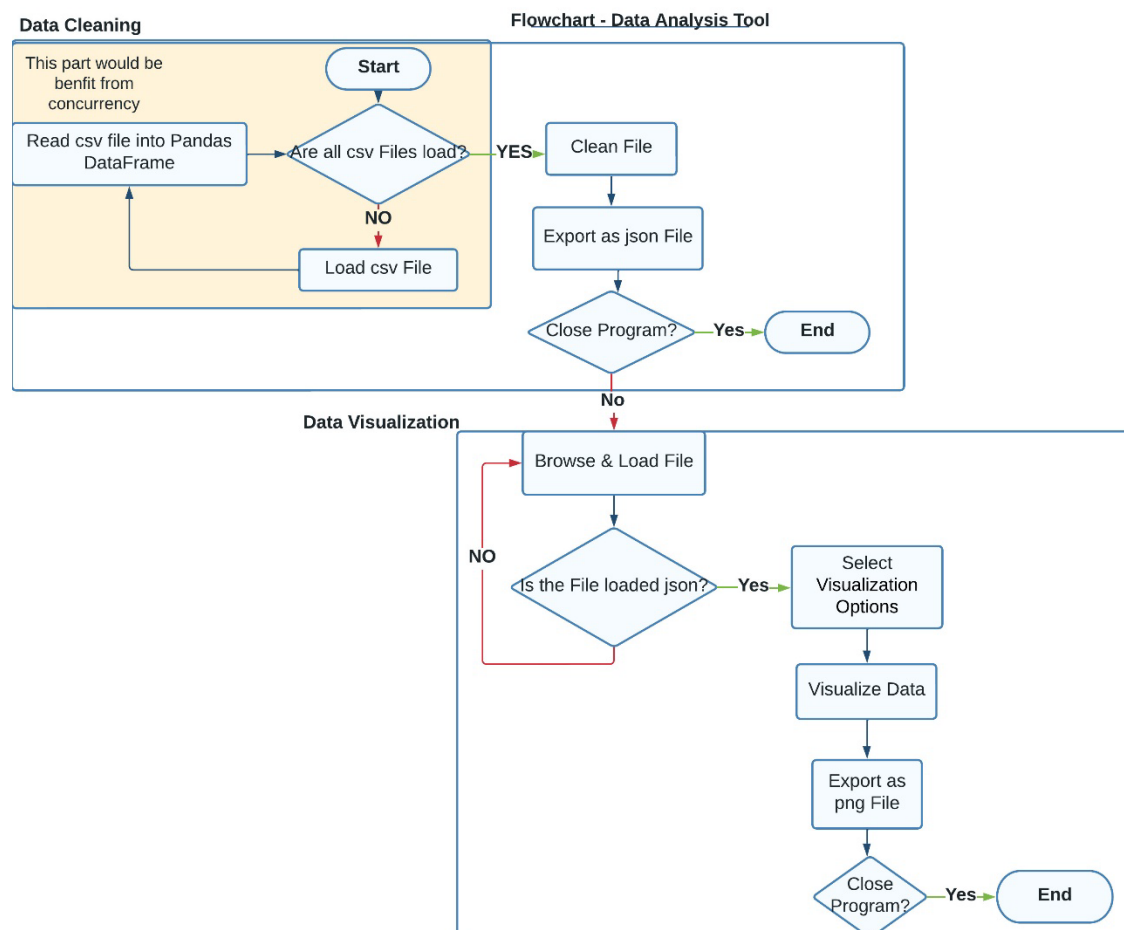 Data Cleaning
Flowchart - Data Analysis Tool
This part would be
benfit from
concurrency
Start
Read csv file into Pandas
DataFrame
Are all csv Files load?
YES
Clean File
NO
Load csv File
Export as json File
Close Program?
Yes
End
No
Data Visualization
Browse & Load File
NO
Is the File loaded json?
Yes
Select
Visualization
Options
Visualize Data
Export as
png File
Close
Program?
Yes
End